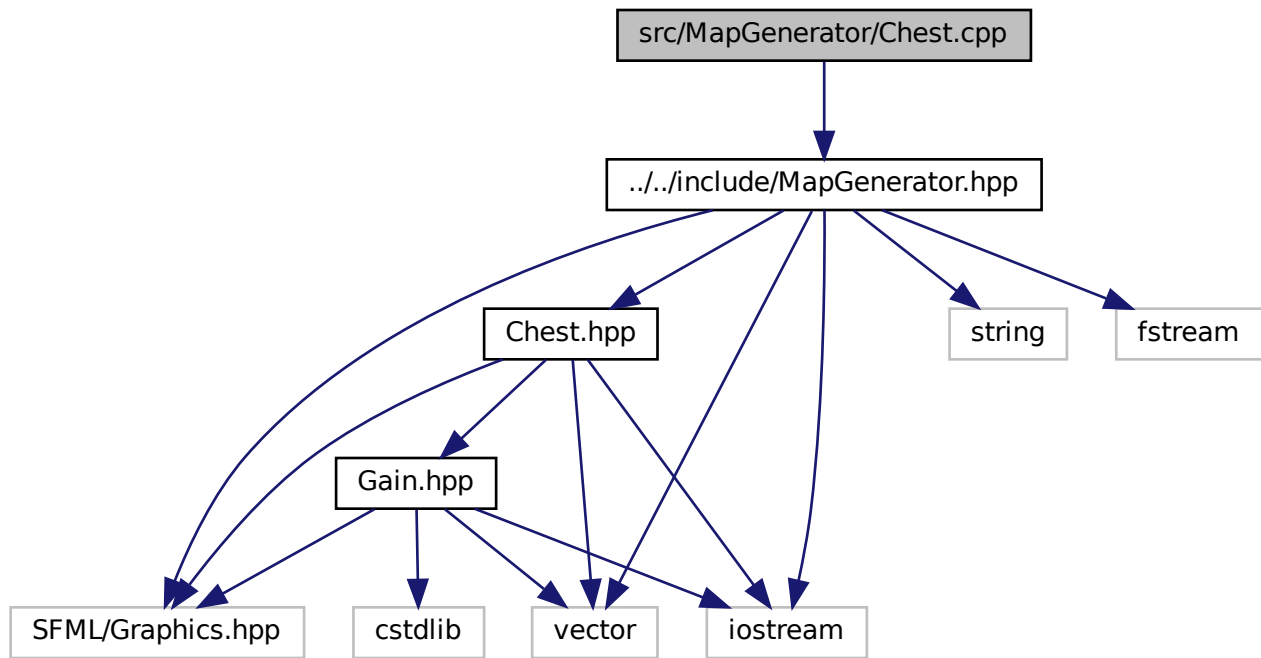 src/MapGenerator/Chest.cpp
../../include/MapGenerator.hpp
Chest.hpp
string
fstream
Gain.hpp
SFML/Graphics.hpp
cstdlib
vector
iostream